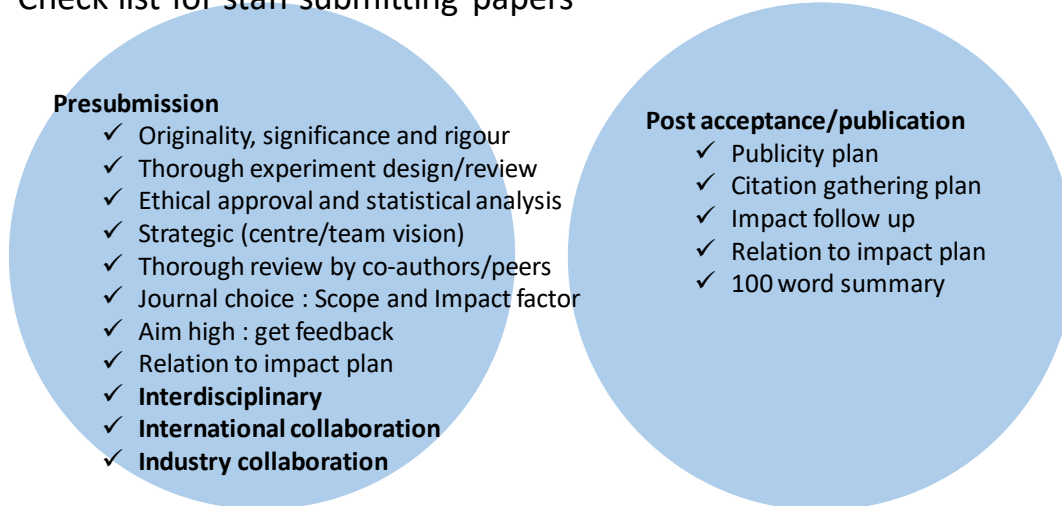 Check list for staff submitting papers
Presubmission
✓ Originality, significance and rigour
✓ Thorough experiment design/review
✓ Ethical approval and statistical analysis
✓ Strategic (centre/team vision)
✓ Thorough review by co-authors/peers
✓ Journal choice : Scope and Impact factor
✓ Aim high : get feedback
✓ Relation to impact plan
✓ Interdisciplinary
✓ International collaboration
✓ Industry collaboration
Post acceptance/publication
✓ Publicity plan
✓ Citation gathering plan
✓ Impact follow up
✓ Relation to impact plan
✓ 100 word summary